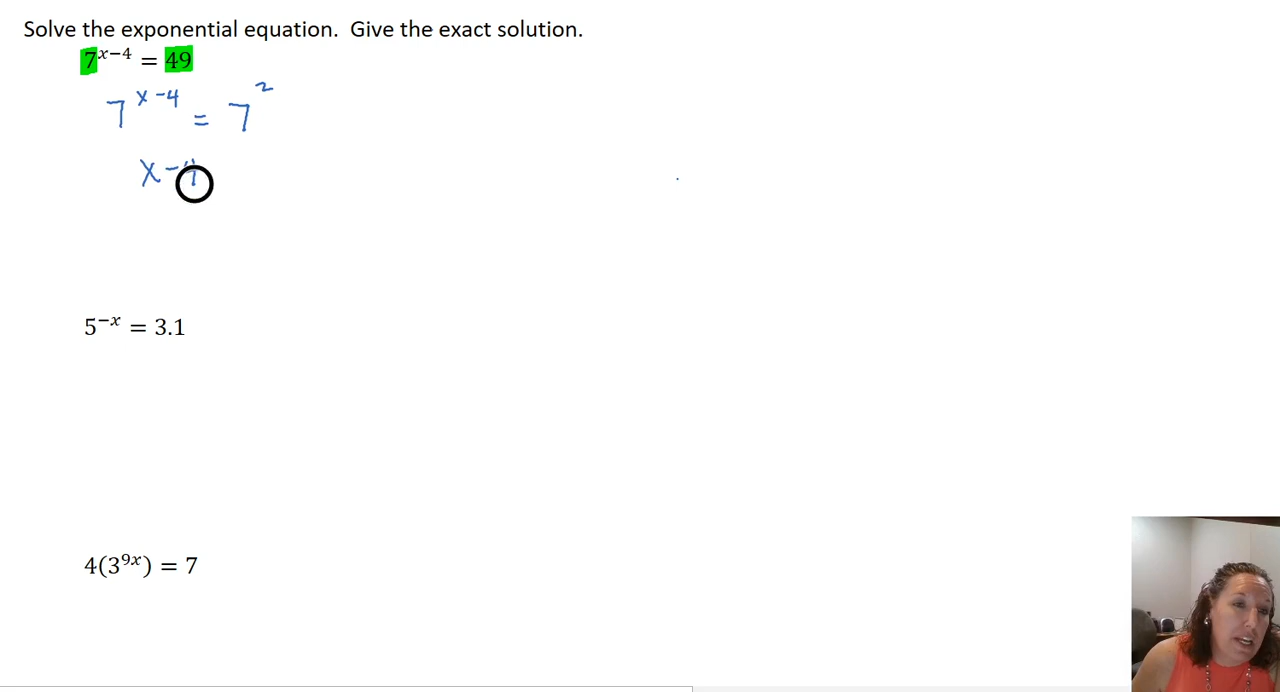 Solve the exponential equation. Give the exact solution.
7^{x−4} = 49
7^{x-4} = 7^{2}
x-4
5^{−x} = 3.1
4(3^{9x}) = 7